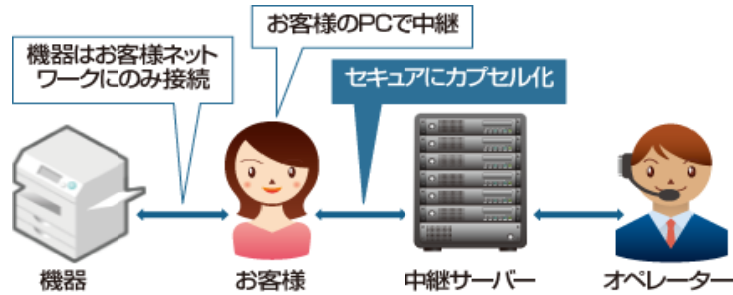 お客様のPCで中継
機器はお客様ネット
ワークにのみ接続
セキュアにカプセル化
機器
お客様
中継サーバー
オペレーター